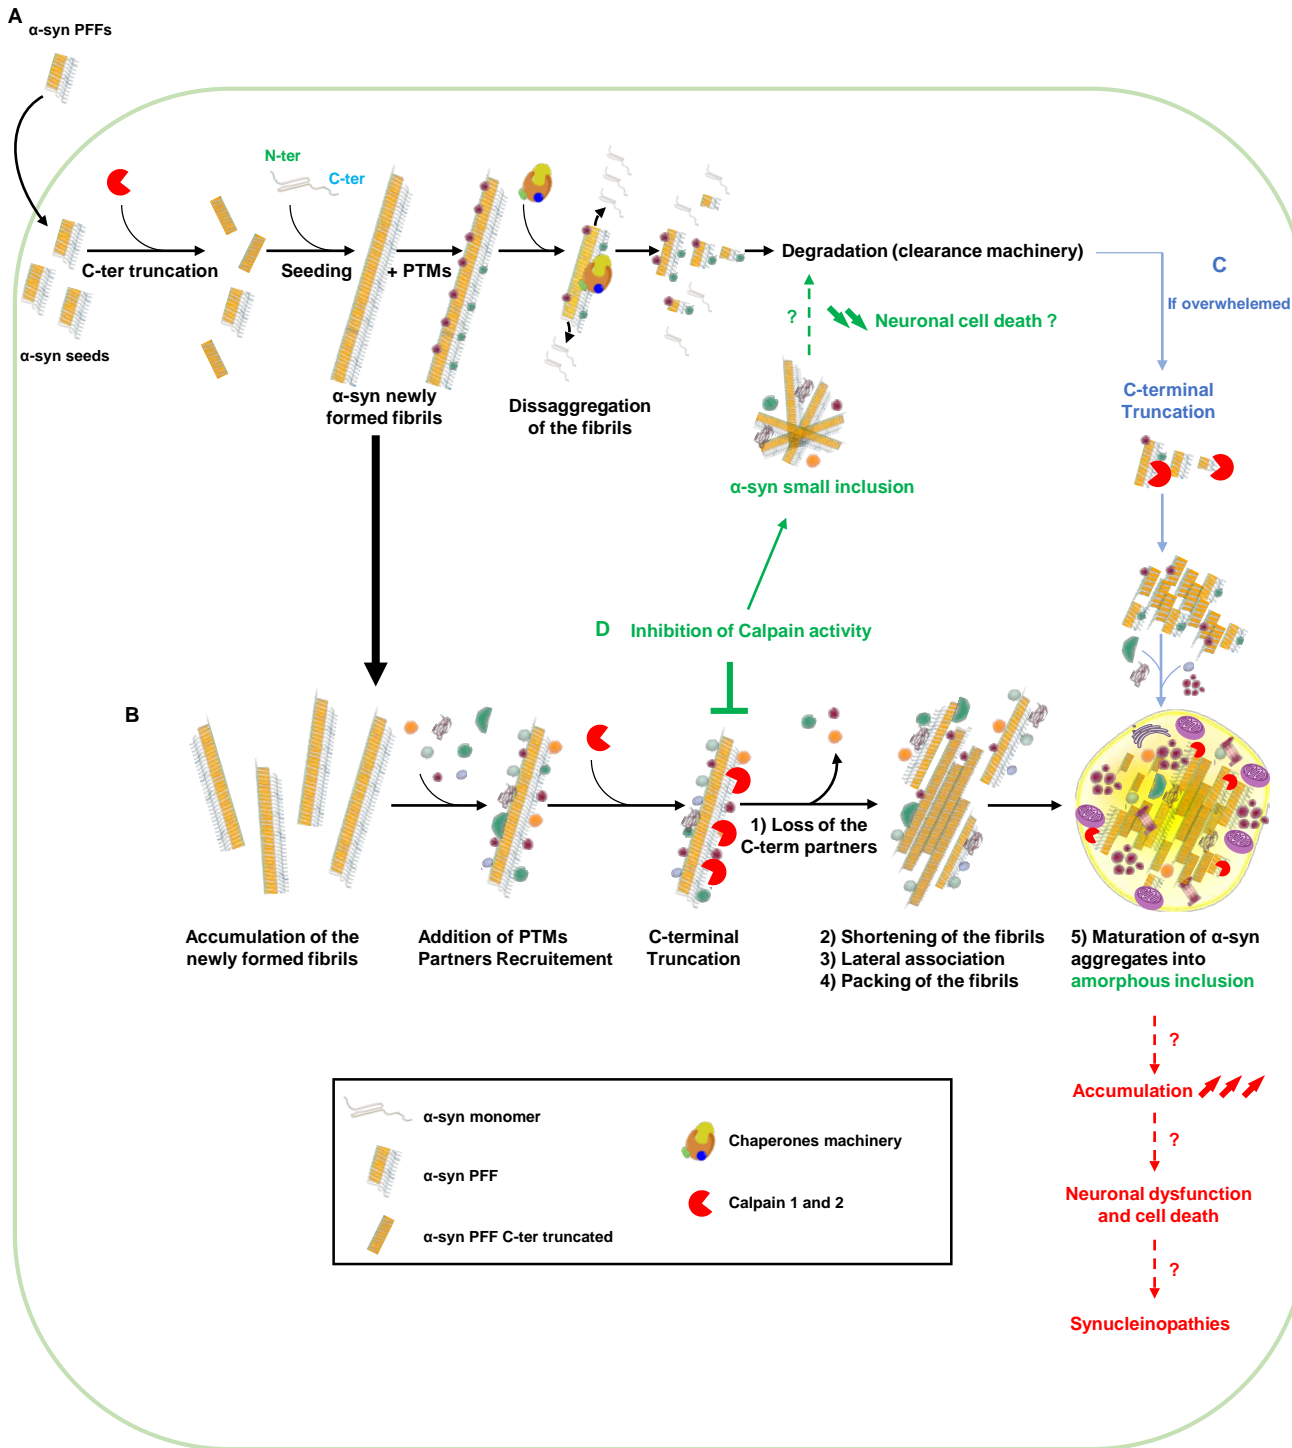 A
α-syn PFFs
N-ter
C-ter
C-ter truncation
Seeding
+ PTMs
Degradation (clearance machinery)
C
If overwhelemed
α-syn seeds
α-syn newly
formed fibrils
Dissaggregation
of the fibrils
?
Neuronal cell death ?
C-terminal
Truncation
α-syn small inclusion
D
Inhibition of Calpain activity
B
1) Loss of the
C-term partners
Accumulation of the
newly formed fibrils
Addition of PTMs
Partners Recruitement
C-terminal
Truncation
2) Shortening of the fibrils
3) Lateral association
4) Packing of the fibrils
5) Maturation of α-syn
aggregates into
amorphous inclusion
?
Accumulation
?
Neuronal dysfunction
and cell death
?
Synucleinopathies
α-syn monomer
α-syn PFF
α-syn PFF C-ter truncated
Chaperones machinery
Calpain 1 and 2